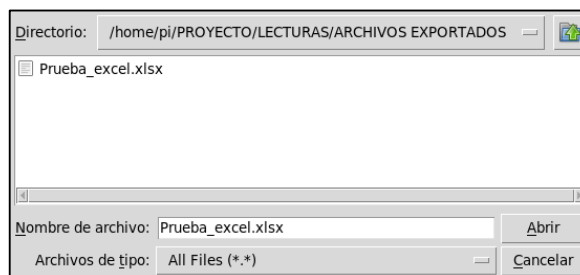 Directorio: /home/pi/PROYECTO/LECTURAS/ARCHIVOS EXPORTADOS
Prueba_excel.xlsx
Nombre de archivo: Prueba_excel.xlsx Abrir
Archivos de tipo: All Files (*.*) Cancelar